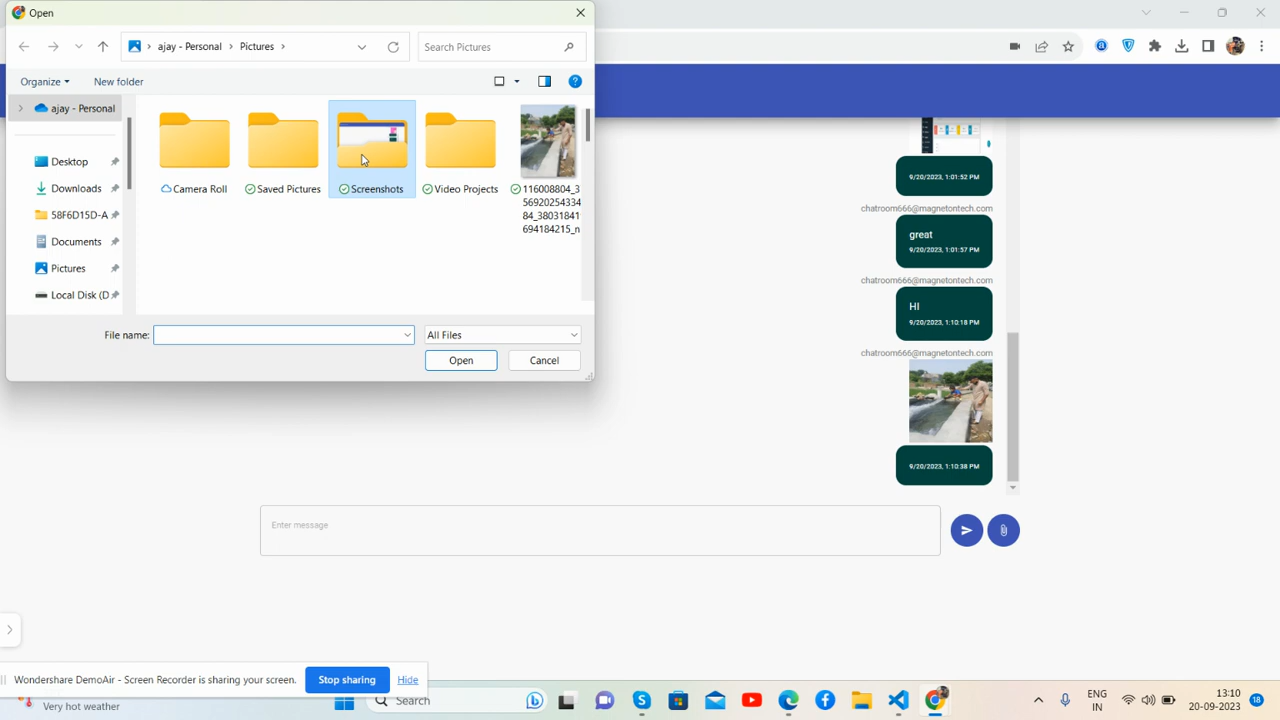 Open
ajay - Personal
Pictures
Search Pictures
Organize
New folder
ajay - Personal
Desktop
Downloads
58F6D15D-A
Documents
Pictures
Local Disk (D
Camera Roll
Saved Pictures
Screenshots
Video Projects
116008804_3
56920254334
84_38031841
694184215_n
File name:
All Files
Open
Cancel
9/20/2023, 1:01:52 PM
chatroom666@magnetontech.com
great
9/20/2023, 1:01:57 PM
chatroom666@magnetontech.com
HI
9/20/2023, 1:10:18 PM
chatroom666@magnetontech.com
9/20/2023, 1:10:38 PM
Enter message
Wondershare DemoAir - Screen Recorder is sharing your screen.
Stop sharing
Hide
Very hot weather
Search
ENG
IN
13:10
20-09-2023
18